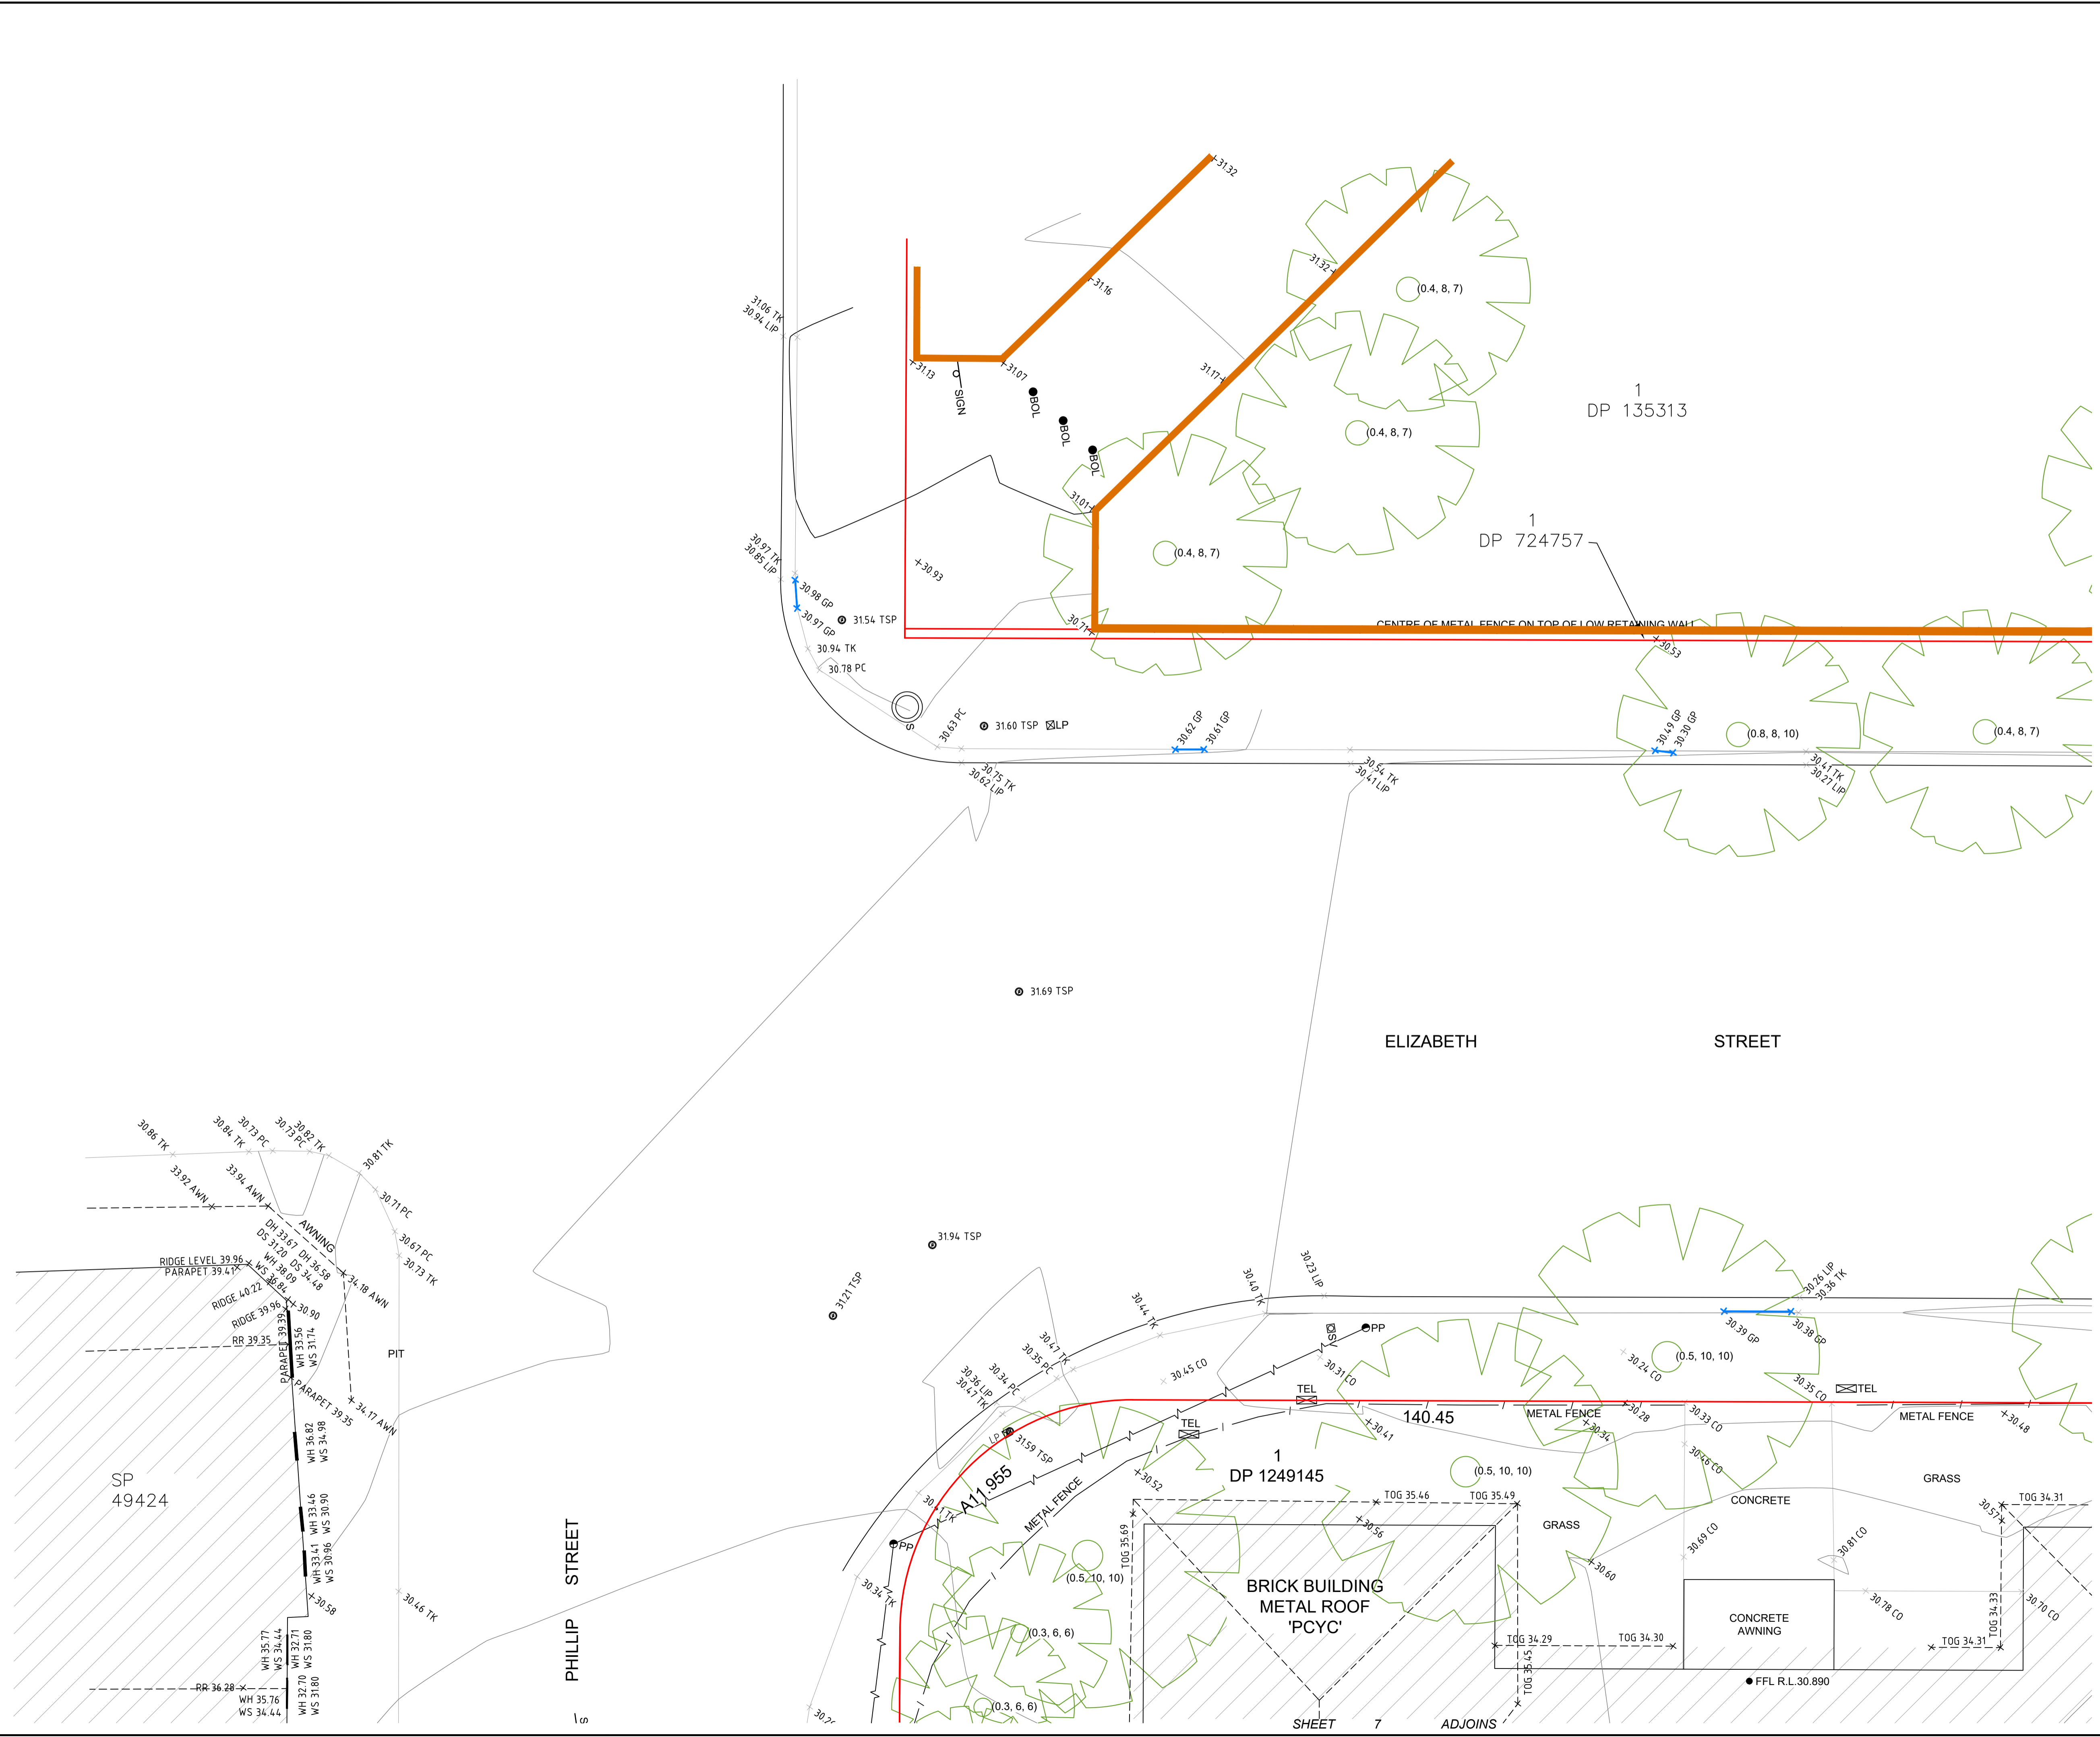 31.32
31.06 TK
30.94 LIP
31.16
31.32
(0.4, 8, 7)
31.13
31.07
SIGN
BOL
BOL
BOL
31.17
1
DP 135313
(0.4, 8, 7)
31.01
1
DP 724757
30.97 TK
30.85 LIP
30.98 GP
30.97 GP
30.93
(0.4, 8, 7)
31.54 TSP
30.71
CENTRE OF METAL FENCE ON TOP OF LOW RETAINING WALL
30.53
30.94 TK
30.78 PC
S
30.63 PC
31.60 TSP
LP
30.62 GP
30.61 GP
30.49 GP
30.30 GP
(0.8, 8, 10)
(0.4, 8, 7)
30.75 TK
30.62 LIP
30.54 TK
30.41 LIP
30.41 TK
30.27 LIP
31.69 TSP
ELIZABETH STREET
30.86 TK
30.84 TK
30.73 PC
30.73 PC
30.82 TK
30.81 TK
33.92 AWN
33.94 AWN
30.71 PC
30.67 PC
30.73 TK
AWNING
DH 33.67
DS 31.20
DH 36.58
DS 34.48
WH 38.09
WS 36.84
RIDGE LEVEL 39.96
PARAPET 39.41
34.18 AWN
RIDGE 40.22
RIDGE 39.96
30.90
RR 39.35
PARAPET 39.39
WH 33.56
WS 31.74
PIT
PARAPET 39.35
34.17 AWN
WH 36.82
WS 34.98
SP
49424
WH 33.46
WS 30.90
WH 33.41
WS 30.96
30.58
30.46 TK
WH 35.77
WS 34.44
WH 32.71
WS 31.80
RR 36.28
WH 35.76
WS 34.44
WH 32.70
WS 31.80
PHILLIP STREET
S
31.94 TSP
31.21 TSP
30.23 LIP
30.40 TK
30.44 TK
30.47 TK
30.35 PC
30.34 PC
30.36 LIP
30.47 TK
30.45 CO
SV
PP
30.31 CO
TEL
TEL
LP
31.59 TSP
A11.955
30.41 TK
METAL FENCE
PP
30.34 TK
30.52
(0.5, 10, 10)
(0.3, 6, 6)
(0.3, 6, 6)
140.45
30.41
1
DP 1249145
METAL FENCE
30.34
30.28
30.24 CO
(0.5, 10, 10)
30.39 GP
30.38 GP
30.26 LIP
30.36 TK
30.33 CO
30.35 CO
TEL
METAL FENCE
30.48
30.46 CO
(0.5, 10, 10)
TOG 35.46
TOG 35.49
TOG 35.69
30.56
GRASS
CONCRETE
GRASS
30.57
TOG 34.31
30.60
30.69 CO
30.81 CO
30.78 CO
30.70 CO
BRICK BUILDING
METAL ROOF
'PCYC'
TOG 34.29
TOG 34.30
TOG 35.45
CONCRETE
AWNING
TOG 34.33
TOG 34.31
FFL R.L.30.890
SHEET 7 ADJOINS